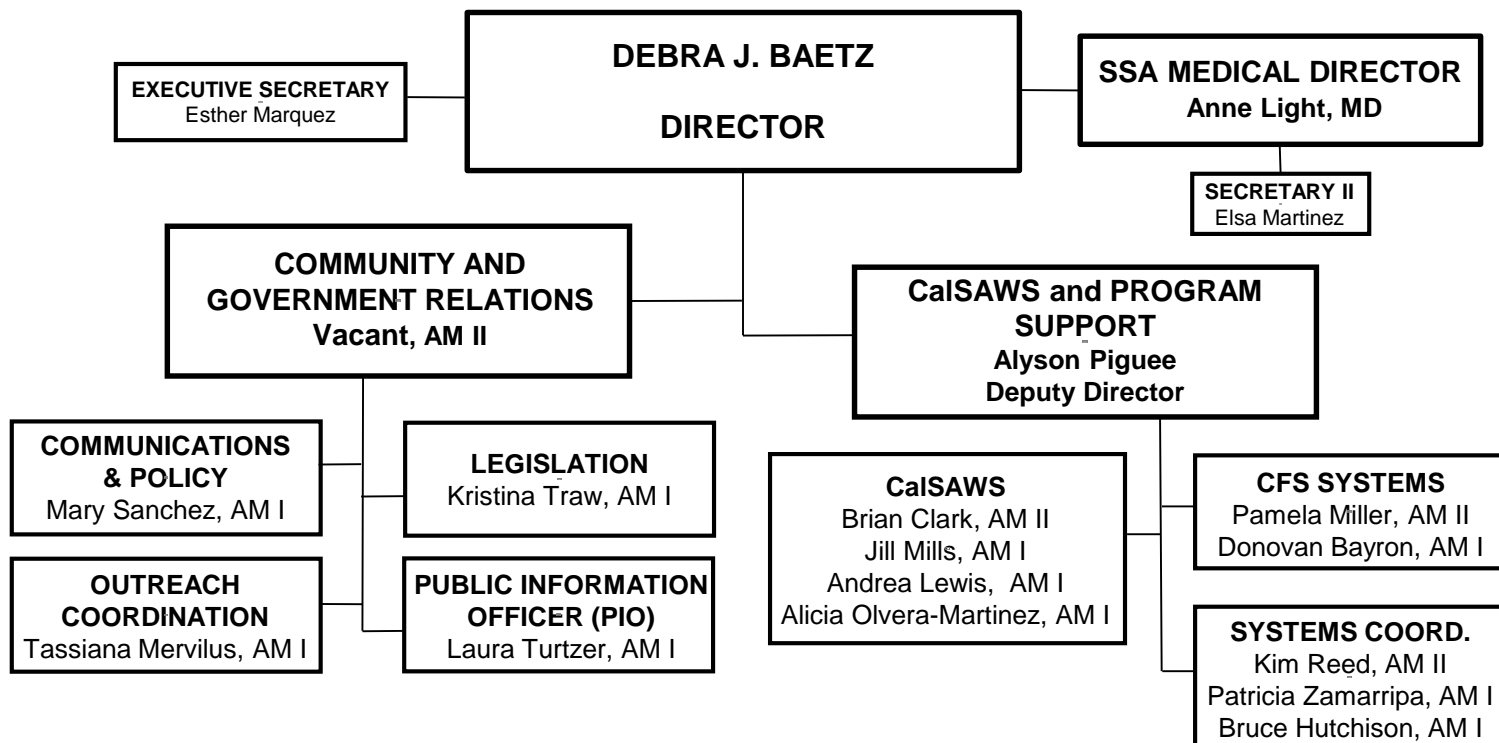 DEBRA J. BAETZ
DIRECTOR
EXECUTIVE SECRETARY
Esther Marquez
SSA MEDICAL DIRECTOR
Anne Light, MD
SECRETARY II
Elsa Martinez
COMMUNITY AND
GOVERNMENT RELATIONS
Vacant, AM II
CalSAWS and PROGRAM
SUPPORT
Alyson Piguee
Deputy Director
COMMUNICATIONS
& POLICY
Mary Sanchez, AM I
LEGISLATION
Kristina Traw, AM I
OUTREACH
COORDINATION
Tassiana Mervilus, AM I
PUBLIC INFORMATION
OFFICER (PIO)
Laura Turtzer, AM I
CalSAWS
Brian Clark, AM II
Jill Mills, AM I
Andrea Lewis, AM I
Alicia Olvera-Martinez, AM I
CFS SYSTEMS
Pamela Miller, AM II
Donovan Bayron, AM I
SYSTEMS COORD.
Kim Reed, AM II
Patricia Zamarripa, AM I
Bruce Hutchison, AM I